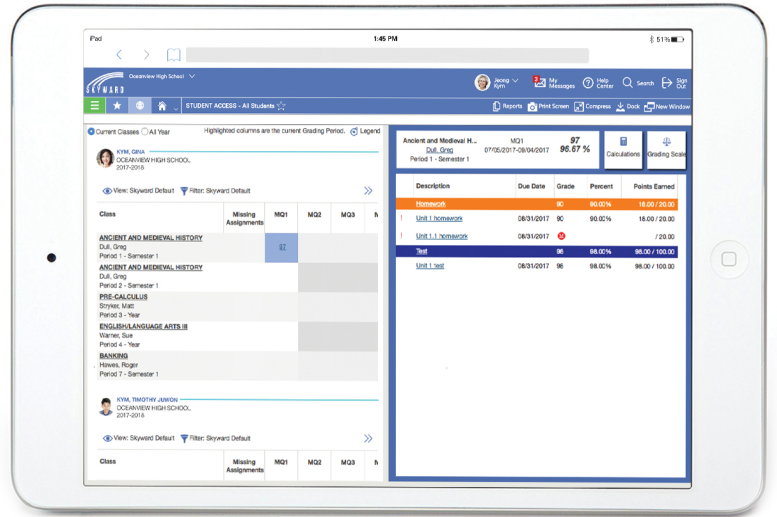 iPad
1:45 PM
51%
SKYWARD
Oceanview High School
Jeong Kym
3
My Messages
Help Center
Search
Sign Out
STUDENT ACCESS - All Students
Reports
Print Screen
Compress
Dock
New Window
Current Classes
All Year
Highlighted columns are the current Grading Period.
Legend
KYM, GINA
OCEANVIEW HIGH SCHOOL
2017-2018
View: Skyward Default
Filter: Skyward Default
Class Missing Assignments MQ1 MQ2 MQ3
ANCIENT AND MEDIEVAL HISTORY
Dull, Greg
Period 1 - Semester 1
97
ANCIENT AND MEDIEVAL HISTORY
Dull, Greg
Period 2 - Semester 1
PRE-CALCULUS
Stryker, Matt
Period 3 - Year
ENGLISH/LANGUAGE ARTS III
Warner, Sue
Period 4 - Year
BANKING
Hawes, Roger
Period 7 - Semester 1
KYM, TIMOTHY JUWON
OCEANVIEW HIGH SCHOOL
2017-2018
View: Skyward Default
Filter: Skyward Default
Class Missing Assignments MQ1 MQ2 MQ3
Ancient and Medieval H...
Dull, Greg
Period 1 - Semester 1
MQ1
07/05/2017-09/04/2017
97
96.67 %
Calculations
Grading Scale
Description Due Date Grade Percent Points Earned
Homework 90 90.00% 18.00 / 20.00
! Unit 1 homework 08/31/2017 90 90.00% 18.00 / 20.00
! Unit 1.1 homework 08/31/2017 / 20.00
Test 98 98.00% 98.00 / 100.00
Unit 1 test 08/31/2017 98 98.00% 98.00 / 100.00